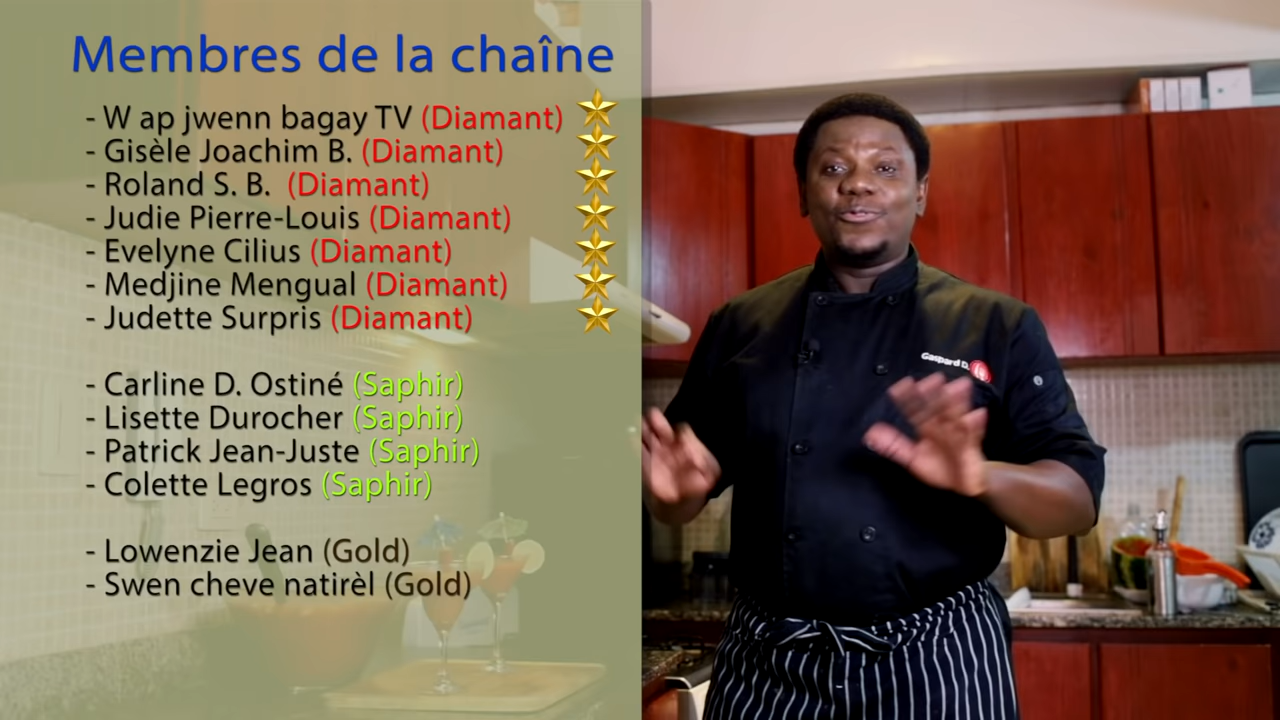 Membres de la chaîne
- W ap jwenn bagay TV (Diamant)
- Gisèle Joachim B. (Diamant)
- Roland S. B. (Diamant)
- Judie Pierre-Louis (Diamant)
- Evelyne Cilius (Diamant)
- Medjine Mengual (Diamant)
- Judette Surpris (Diamant)
- Carline D. Ostiné (Saphir)
- Lisette Durocher (Saphir)
- Patrick Jean-Juste (Saphir)
- Colette Legros (Saphir)
- Lowenzie Jean (Gold)
- Swen cheve natirèl (Gold)
Gaspard D.